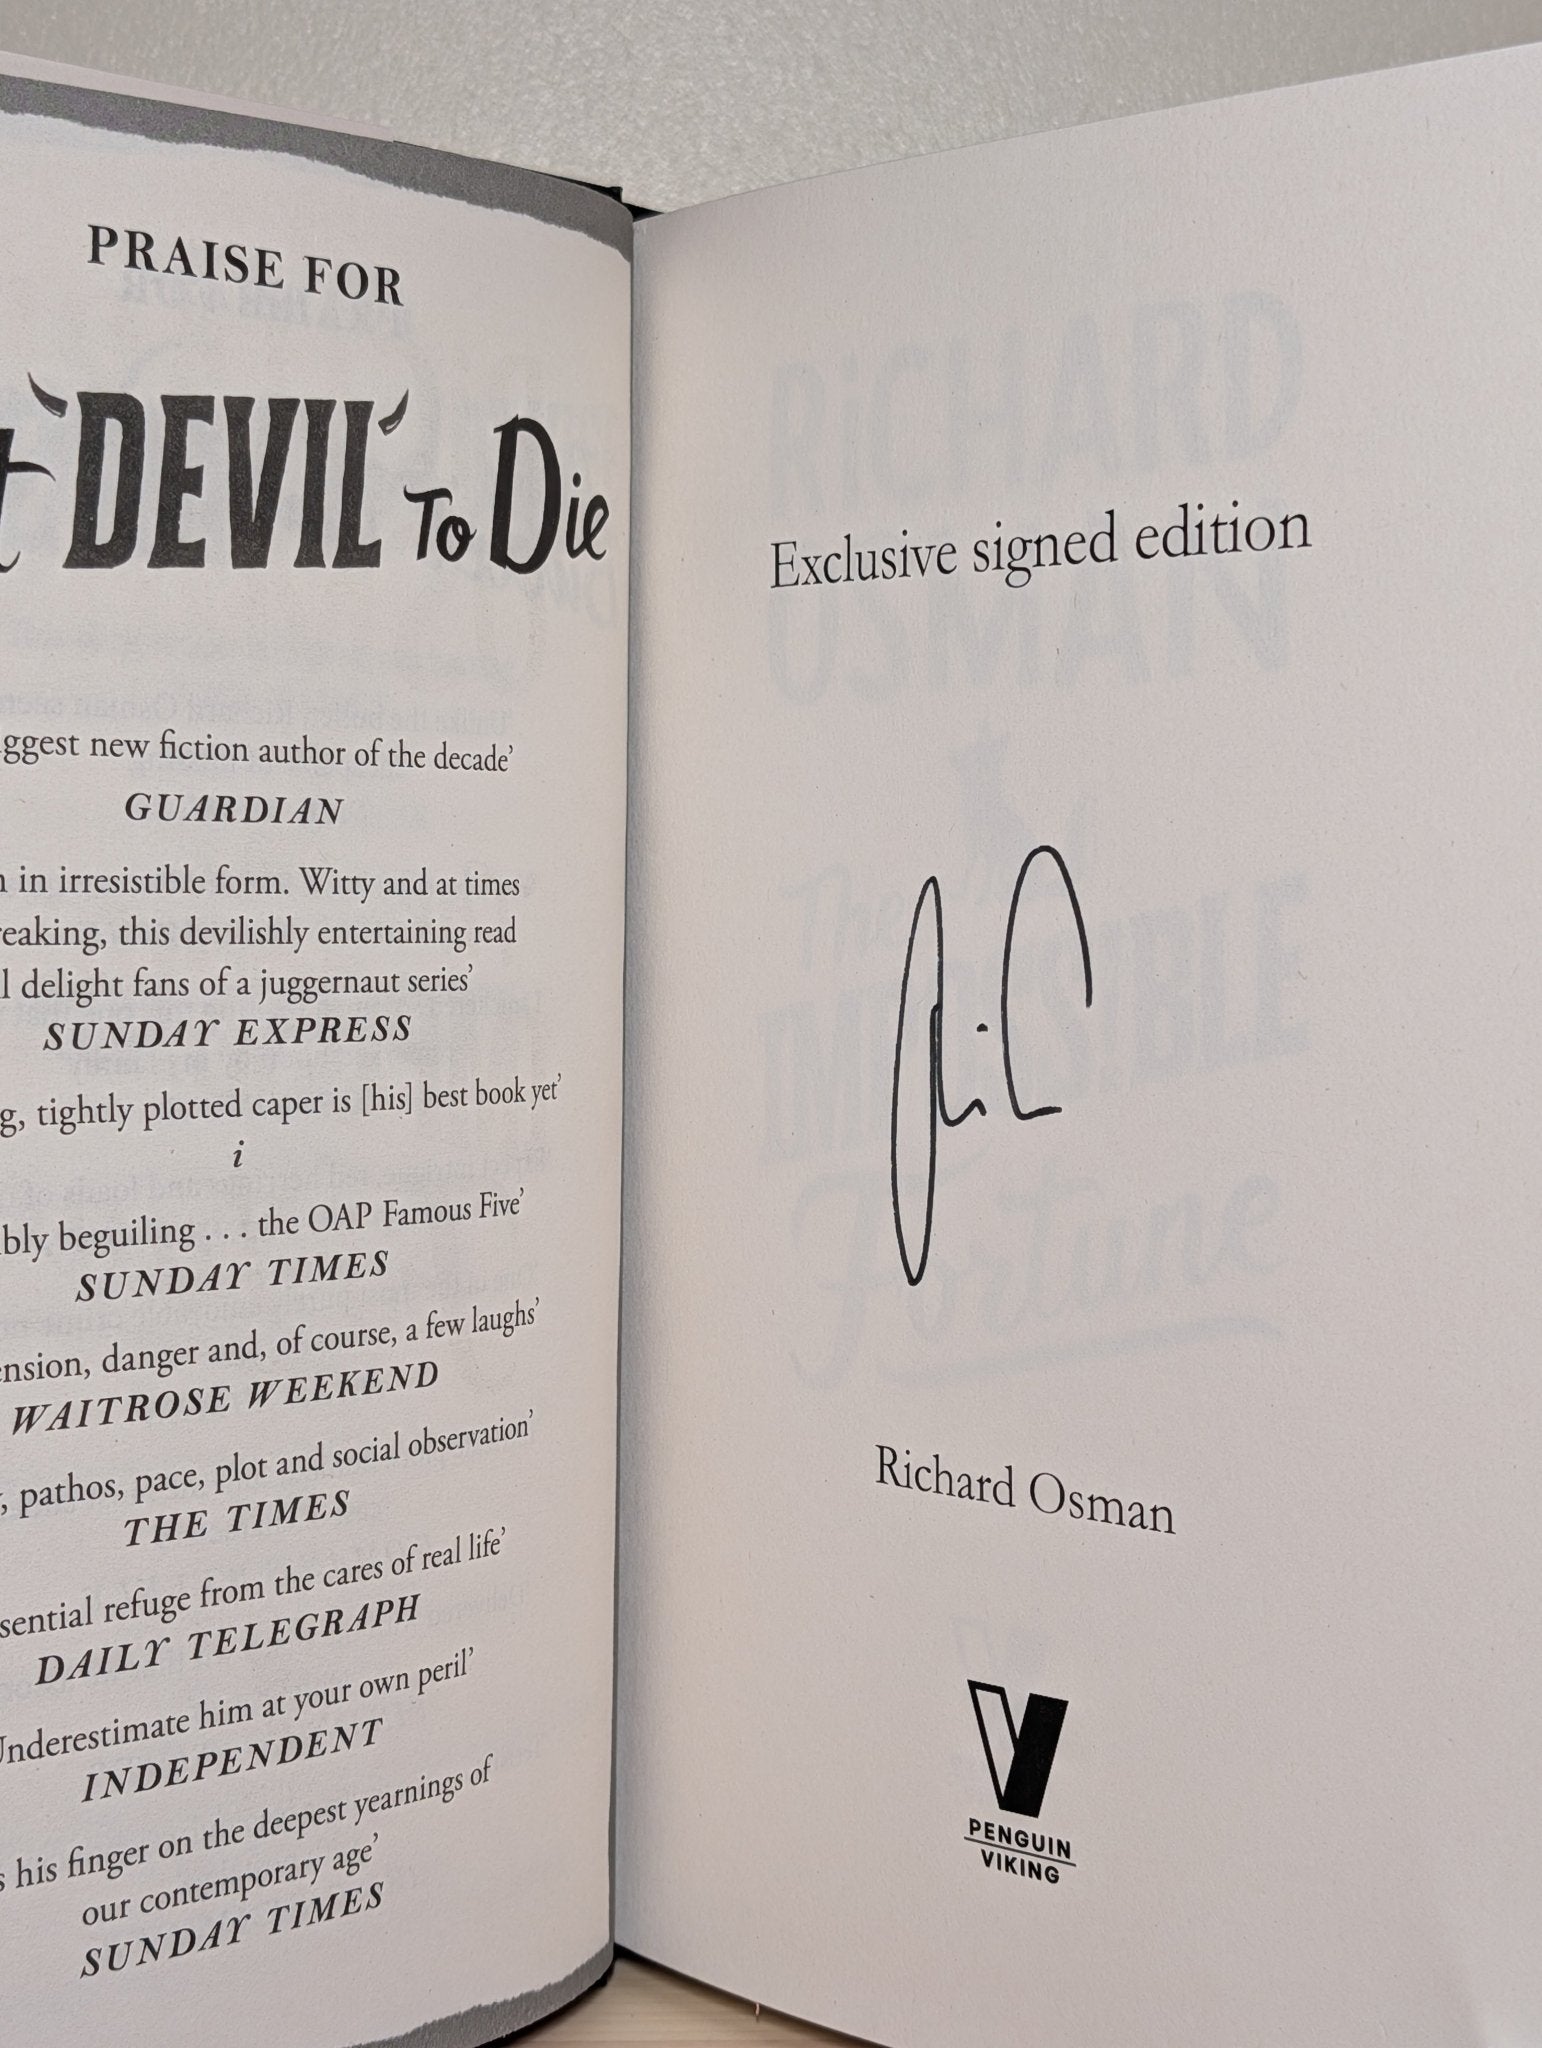 PRAISE FOR
DEVIL To Die
new fiction author of the decade’
GUARDIAN
in irresistible form. Witty and at times
this devilishly entertaining read
delight fans of a juggernaut series’
SUNDAY EXPRESS
tightly plotted caper is [his] best book yet’
i
beguiling . . . the OAP Famous Five’
SUNDAY TIMES
danger and, of course, a few laughs’
WAITROSE WEEKEND
pathos, pace, plot and social observation’
THE TIMES
refuge from the cares of real life’
DAILY TELEGRAPH
Underestimate him at your own peril’
INDEPENDENT
his finger on the deepest yearnings of
our contemporary age’
SUNDAY TIMES
Exclusive signed edition
Richard Osman
PENGUIN
VIKING